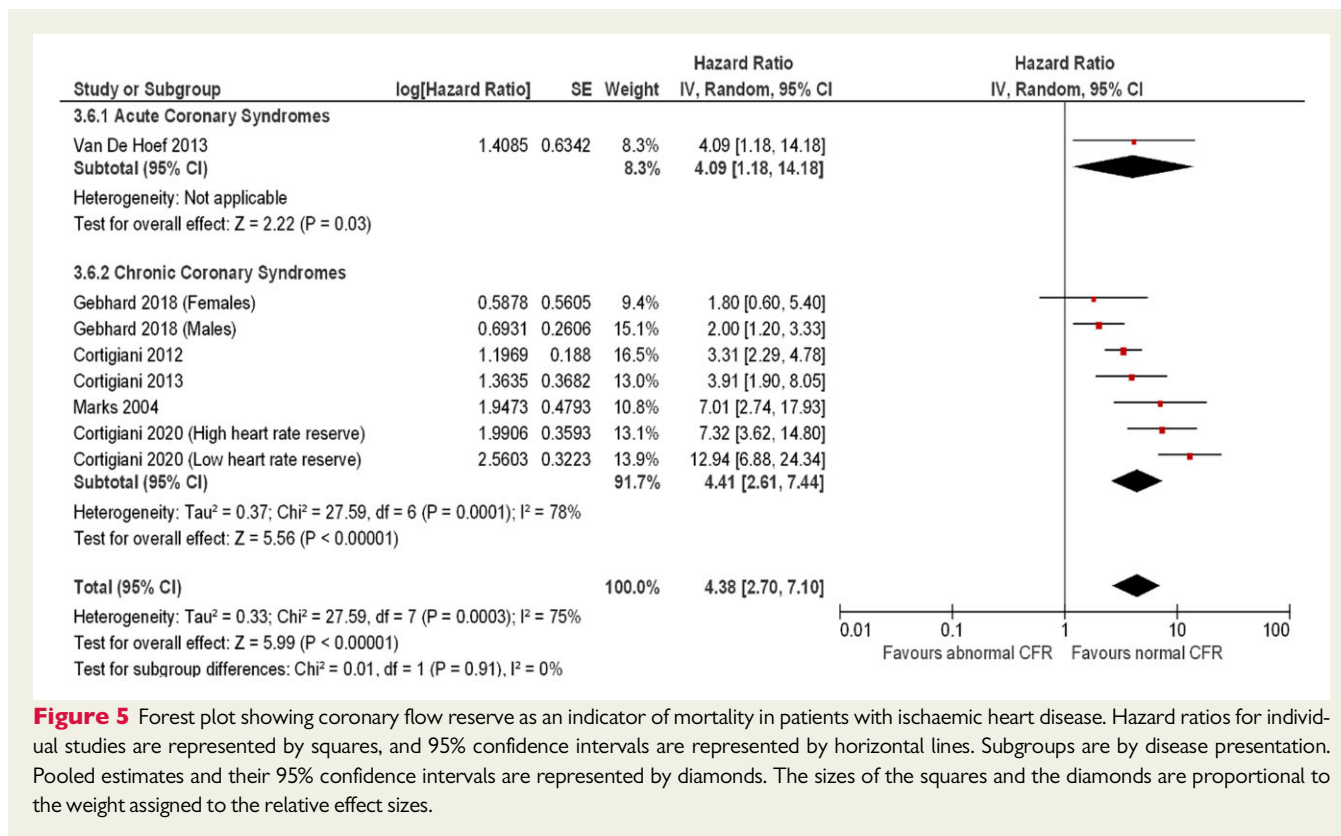 Hazard Ratio Hazard Ratio
Study or Subgroup log[Hazard Ratio] SE Weight IV, Random, 95% CI IV, Random, 95% CI
3.6.1 Acute Coronary Syndromes
Van De Hoef 2013 1.4085 0.6342 8.3% 4.09 [1.18, 14.18]
Subtotal (95% CI) 8.3% 4.09 [1.18, 14.18]
Heterogeneity: Not applicable
Test for overall effect: Z = 2.22 (P = 0.03)
3.6.2 Chronic Coronary Syndromes
Gebhard 2018 (Females) 0.5878 0.5605 9.4% 1.80 [0.60, 5.40]
Gebhard 2018 (Males) 0.6931 0.2606 15.1% 2.00 [1.20, 3.33]
Cortigiani 2012 1.1969 0.188 16.5% 3.31 [2.29, 4.78]
Cortigiani 2013 1.3635 0.3682 13.0% 3.91 [1.90, 8.05]
Marks 2004 1.9473 0.4793 10.8% 7.01 [2.74, 17.93]
Cortigiani 2020 (High heart rate reserve) 1.9906 0.3593 13.1% 7.32 [3.62, 14.80]
Cortigiani 2020 (Low heart rate reserve) 2.5603 0.3223 13.9% 12.94 [6.88, 24.34]
Subtotal (95% CI) 91.7% 4.41 [2.61, 7.44]
Heterogeneity: Tau² = 0.37; Chi² = 27.59, df = 6 (P = 0.0001); I² = 78%
Test for overall effect: Z = 5.56 (P < 0.00001)
Total (95% CI) 100.0% 4.38 [2.70, 7.10]
Heterogeneity: Tau² = 0.33; Chi² = 27.59, df = 7 (P = 0.0003); I² = 75%
Test for overall effect: Z = 5.99 (P < 0.00001)
Test for subgroup differences: Chi² = 0.01, df = 1 (P = 0.91), I² = 0%
0.01 0.1 1 10 100
Favours abnormal CFR Favours normal CFR
Figure 5 Forest plot showing coronary flow reserve as an indicator of mortality in patients with ischaemic heart disease. Hazard ratios for individ-
ual studies are represented by squares, and 95% confidence intervals are represented by horizontal lines. Subgroups are by disease presentation.
Pooled estimates and their 95% confidence intervals are represented by diamonds. The sizes of the squares and the diamonds are proportional to
the weight assigned to the relative effect sizes.